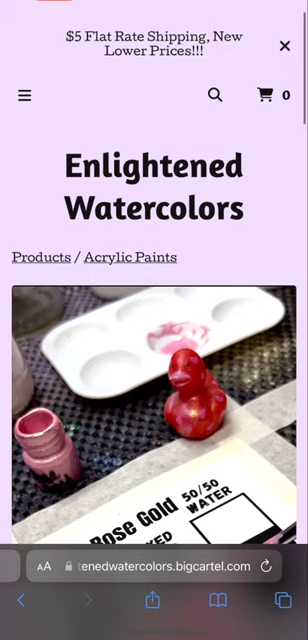 $5 Flat Rate Shipping, New
Lower Prices!!!
0
Enlightened
Watercolors
Products / Acrylic Paints
Rose Gold
50/50
WATER
AA
tenedwatercolors.bigcartel.com